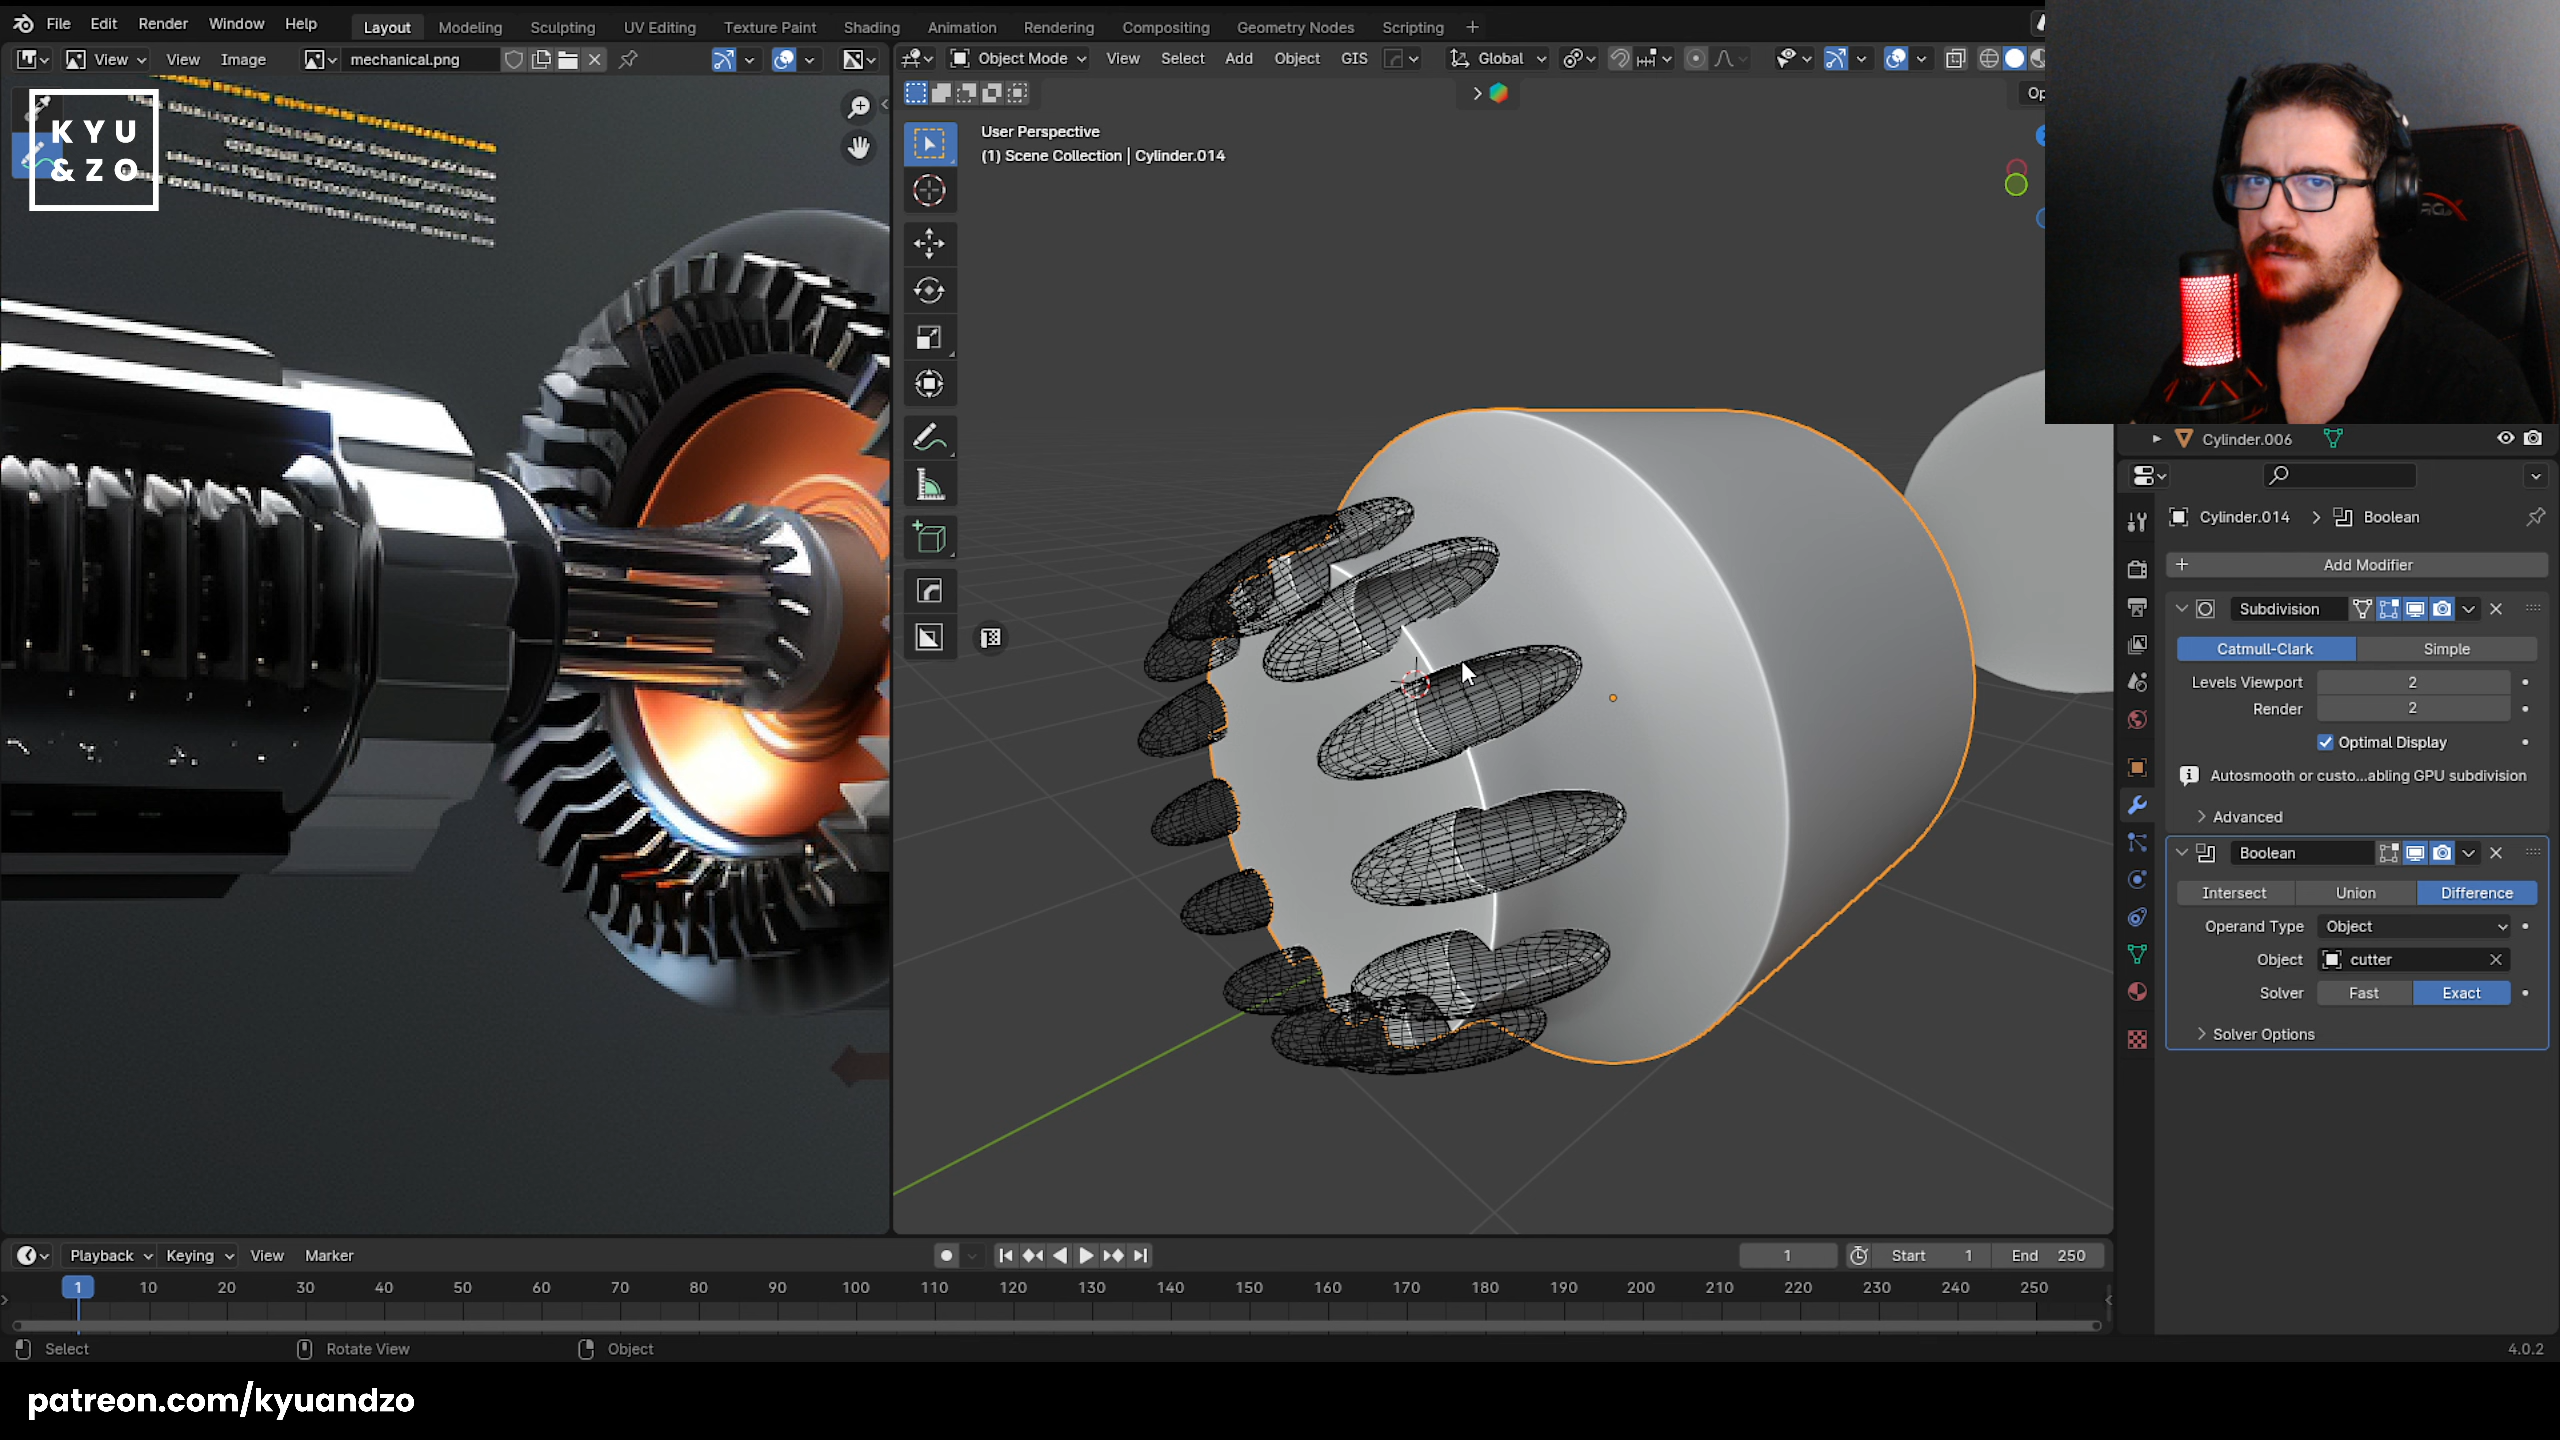 File Edit Render Window Help
Layout Modeling Sculpting UV Editing Texture Paint Shading Animation Rendering Compositing Geometry Nodes Scripting +
View View Image mechanical.png
Object Mode View Select Add Object GIS Global
KYU
&ZO
User Perspective
(1) Scene Collection | Cylinder.014
Cylinder.006
Cylinder.014 > Boolean
+ Add Modifier
Subdivision
Catmull-Clark Simple
Levels Viewport 2
Render 2
Optimal Display
Autosmooth or custo...abling GPU subdivision
Advanced
Boolean
Intersect Union Difference
Operand Type Object
Object cutter
Solver Fast Exact
Solver Options
Playback Keying View Marker
1 Start 1 End 250
1 10 20 30 40 50 60 70 80 90 100 110 120 130 140 150 160 170 180 190 200 210 220 230 240 250
Select Rotate View Object 4.0.2
patreon.com/kyuandzo